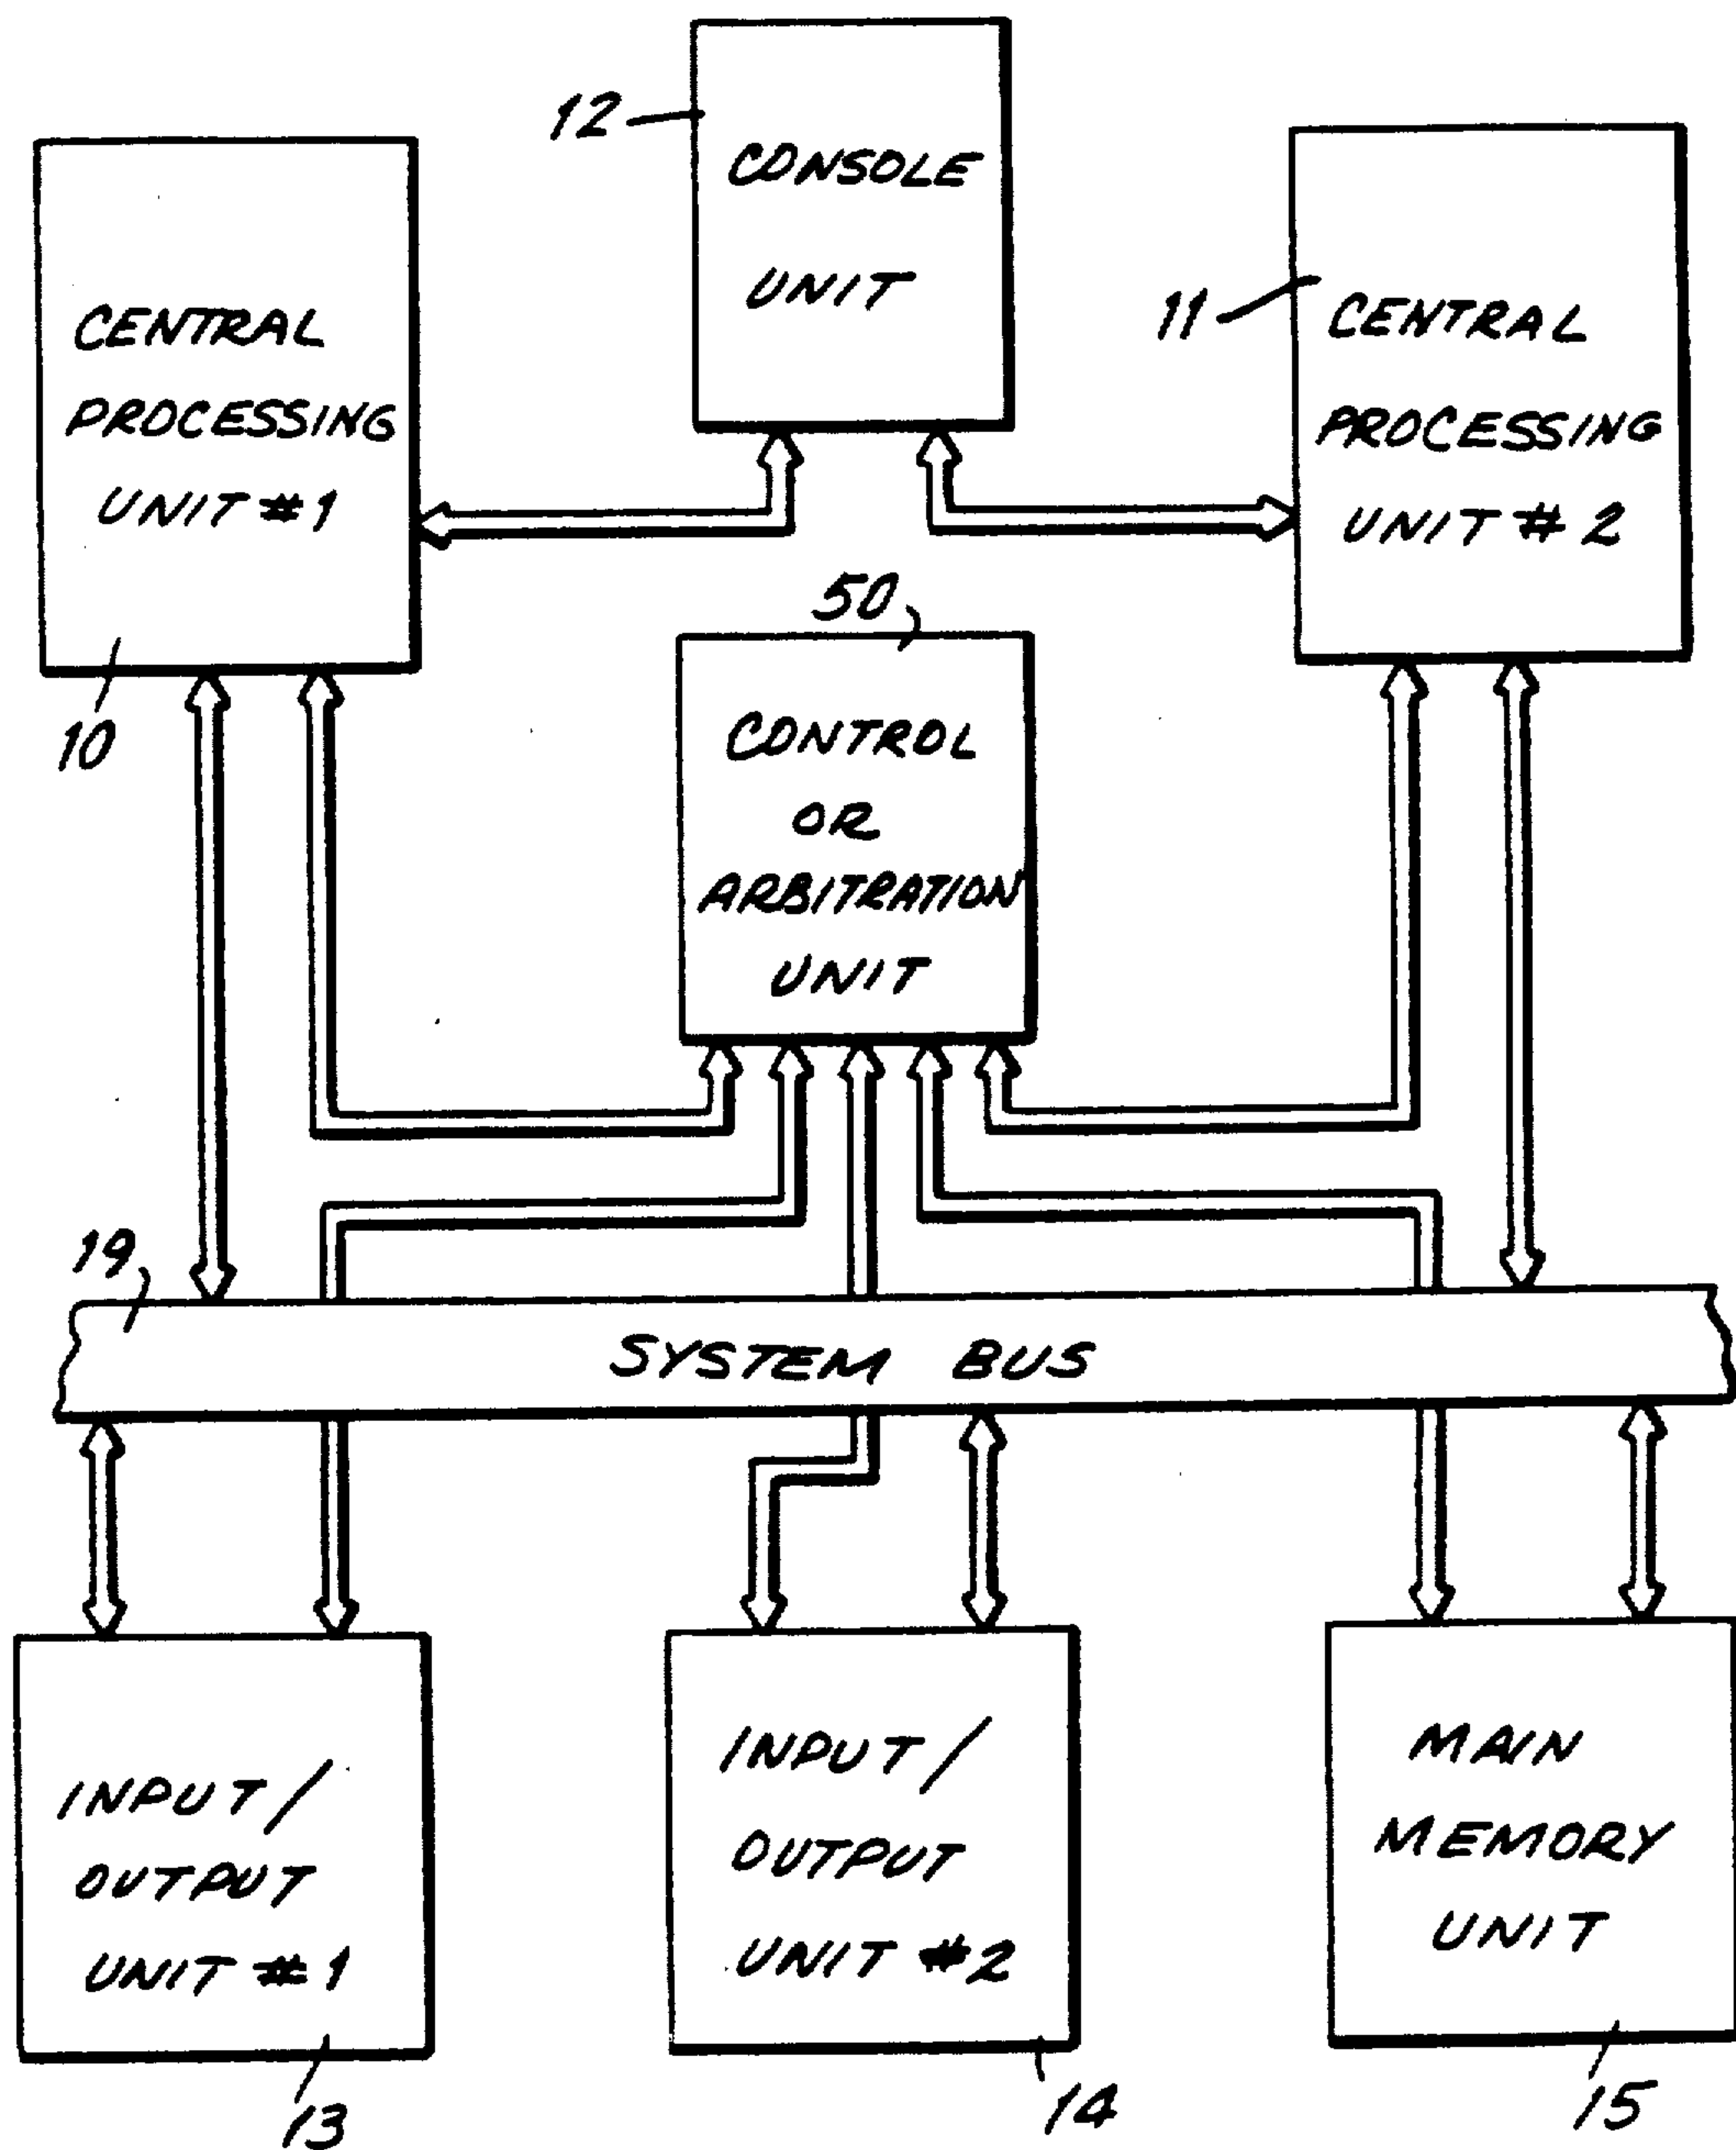 12
CONSOLE
UNIT
CENTRAL
PROCESSING
UNIT #1
10
11
CENTRAL
PROCESSING
UNIT # 2
50
CONTROL
OR
ARBITRATION
UNIT
19
SYSTEM BUS
INPUT/
OUTPUT
UNIT #1
13
INPUT/
OUTPUT
UNIT #2
14
MAIN
MEMORY
UNIT
15